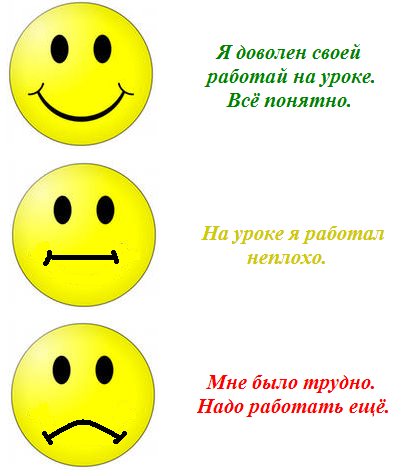 Я доволен своей
работай на уроке.
Всё понятно.
На уроке я работал
неплохо.
Мне было трудно.
Надо работать ещё.